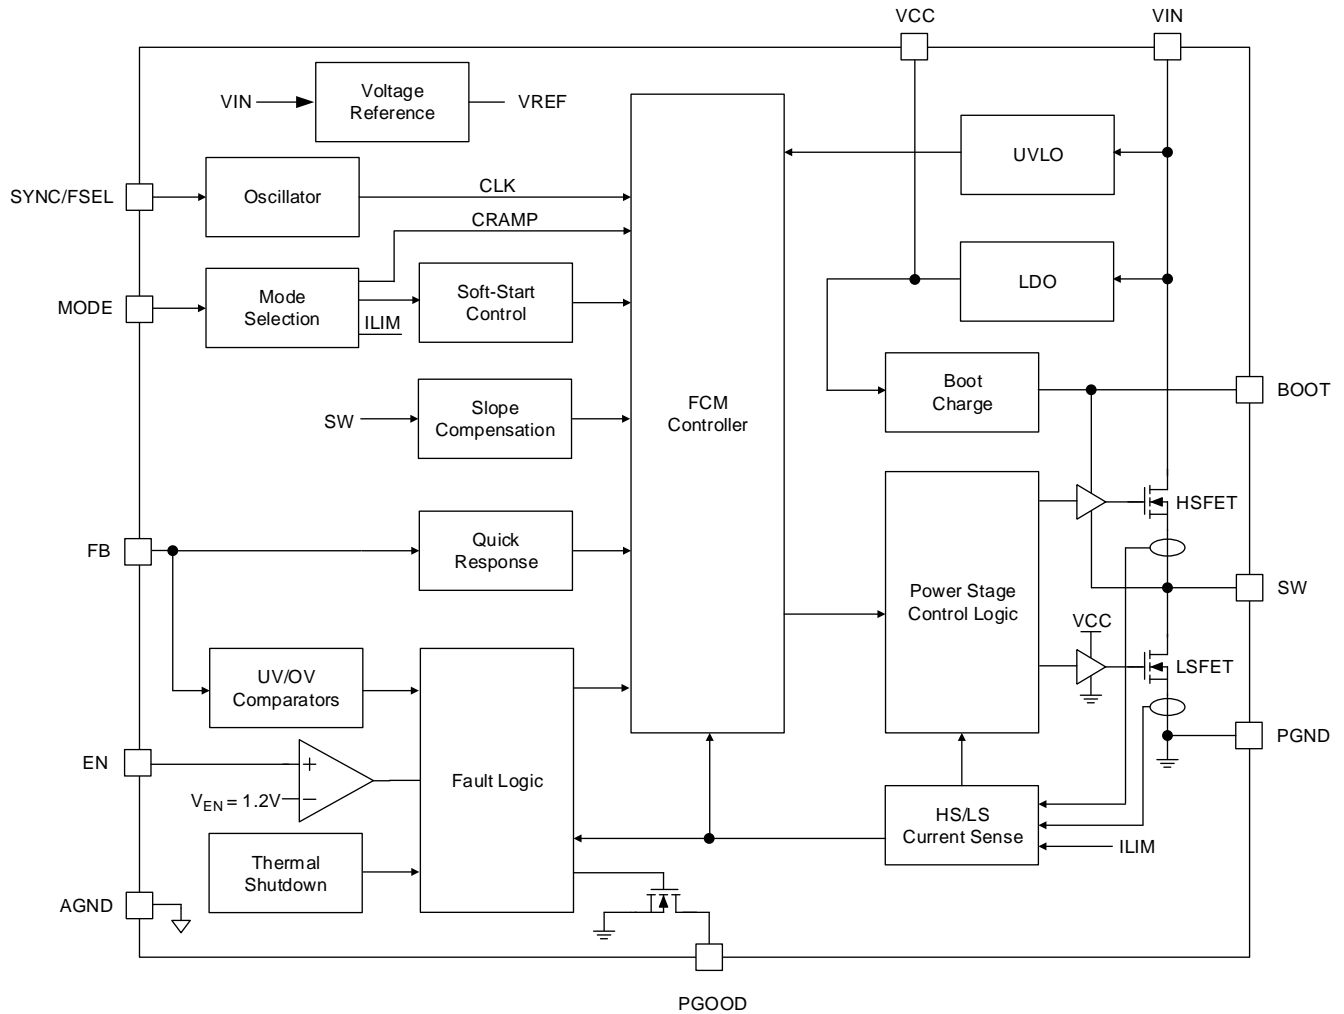 VCC
VIN
VIN
Voltage
Reference
VREF
UVLO
SYNC/FSEL
Oscillator
CLK
CRAMP
MODE
Mode
Selection
ILIM
Soft-Start
Control
LDO
SW
Slope
Compensation
FCM
Controller
Boot
Charge
BOOT
HSFET
FB
Quick
Response
Power Stage
Control Logic
SW
VCC
LSFET
UV/OV
Comparators
PGND
EN
+
VEN = 1.2V
−
Fault Logic
HS/LS
Current Sense
ILIM
Thermal
Shutdown
AGND
PGOOD